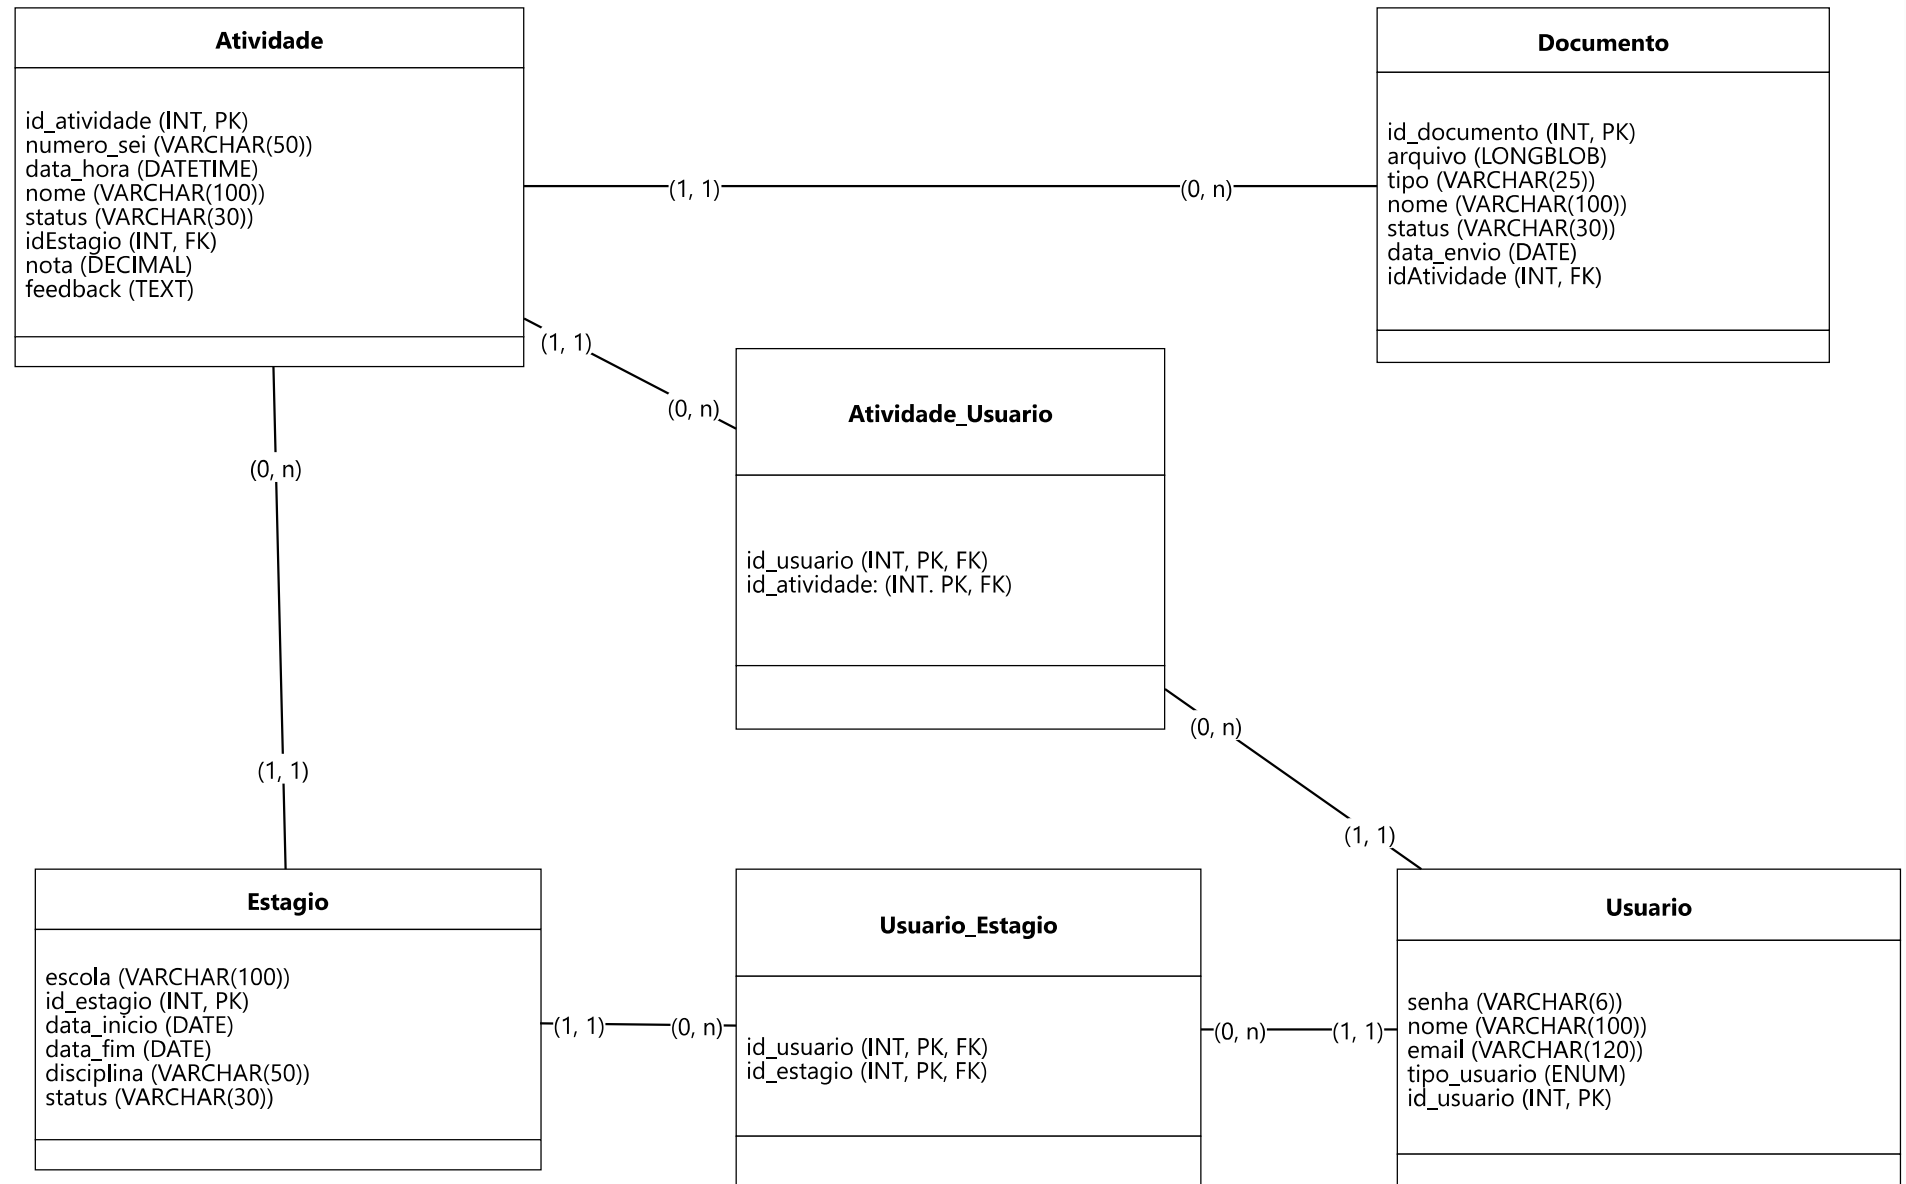 Atividade
id_atividade (INT, PK)
numero_sei (VARCHAR(50))
data_hora (DATETIME)
nome (VARCHAR(100))
status (VARCHAR(30))
idEstagio (INT, FK)
nota (DECIMAL)
feedback (TEXT)
(1, 1)
(0, n)
Documento
id_documento (INT, PK)
arquivo (LONGBLOB)
tipo (VARCHAR(25))
nome (VARCHAR(100))
status (VARCHAR(30))
data_envio (DATE)
idAtividade (INT, FK)
(1, 1)
(0, n)
Atividade_Usuario
id_usuario (INT, PK, FK)
id_atividade: (INT. PK, FK)
(0, n)
(1, 1)
(0, n)
(1, 1)
Estagio
escola (VARCHAR(100))
id_estagio (INT, PK)
data_inicio (DATE)
data_fim (DATE)
disciplina (VARCHAR(50))
status (VARCHAR(30))
(1, 1)
(0, n)
Usuario_Estagio
id_usuario (INT, PK, FK)
id_estagio (INT, PK, FK)
(0, n)
(1, 1)
Usuario
senha (VARCHAR(6))
nome (VARCHAR(100))
email (VARCHAR(120))
tipo_usuario (ENUM)
id_usuario (INT, PK)